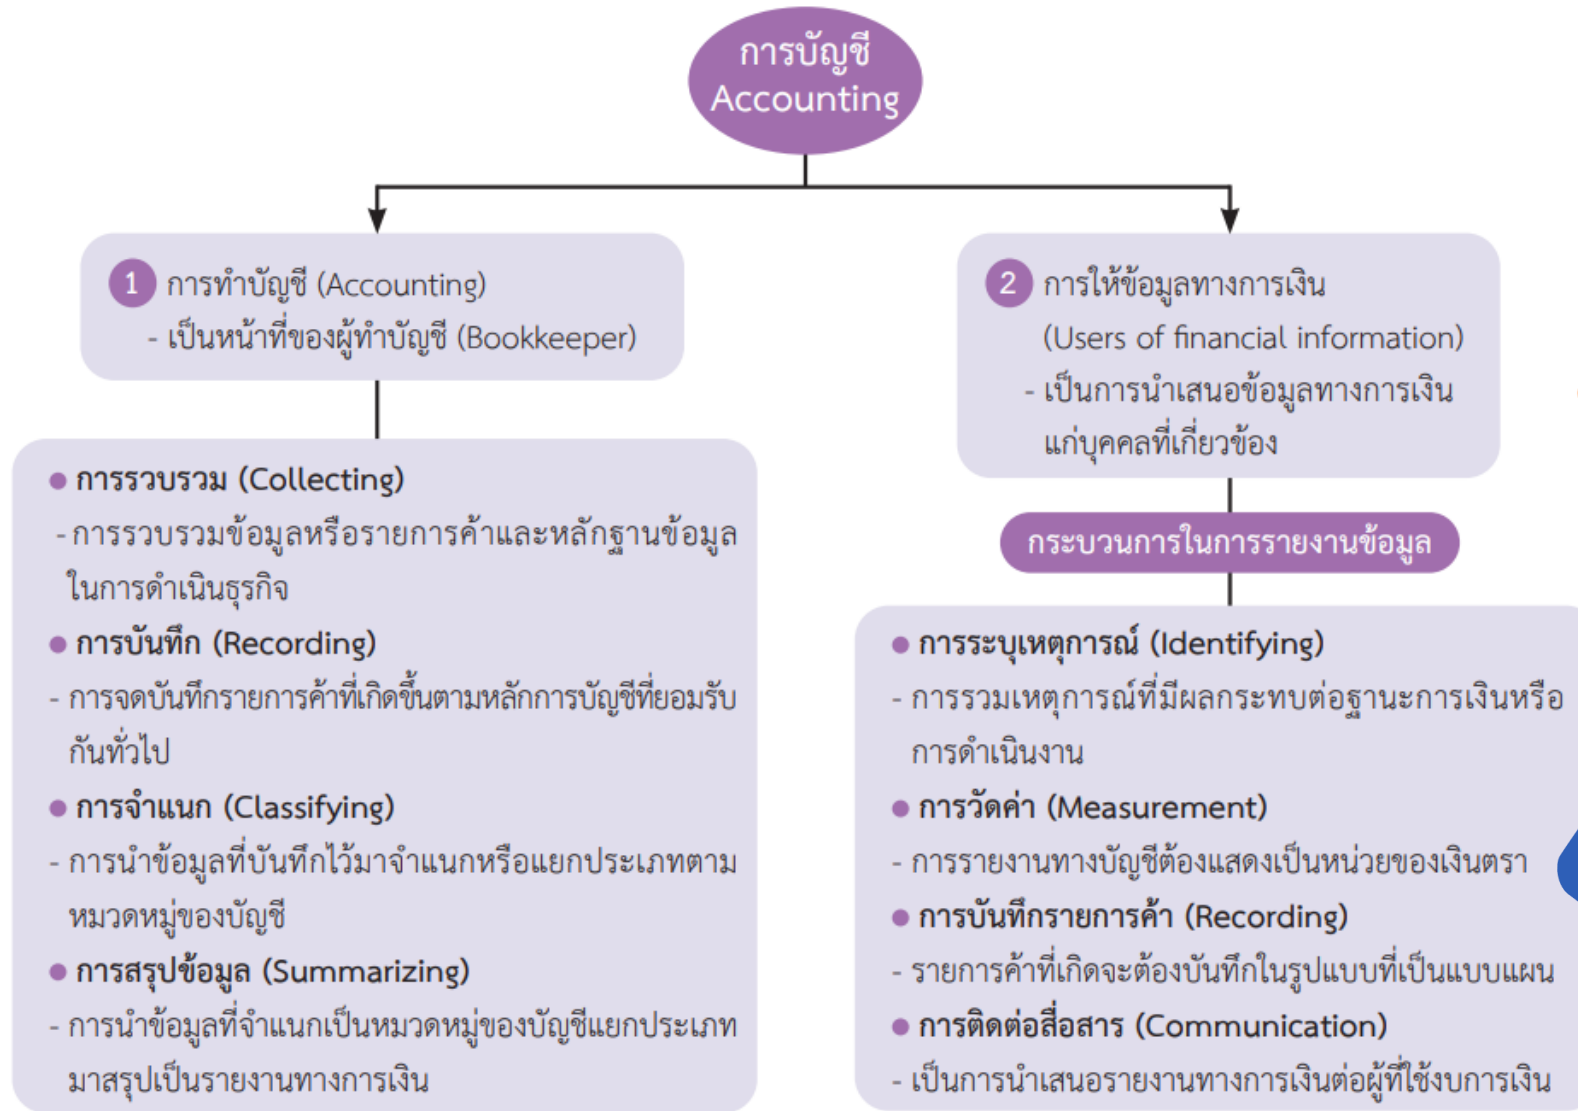 การบัญชี
Accounting
1 การทำบัญชี (Accounting)
- เป็นหน้าที่ของผู้ทำบัญชี (Bookkeeper)
● การรวบรวม (Collecting)
- การรวบรวมข้อมูลหรือรายการค้าและหลักฐานข้อมูล
ในการดำเนินธุรกิจ
● การบันทึก (Recording)
- การจดบันทึกรายการค้าที่เกิดขึ้นตามหลักการบัญชีที่ยอมรับ
กันทั่วไป
● การจำแนก (Classifying)
- การนำข้อมูลที่บันทึกไว้มาจำแนกหรือแยกประเภทตาม
หมวดหมู่ของบัญชี
● การสรุปข้อมูล (Summarizing)
- การนำข้อมูลที่จำแนกเป็นหมวดหมู่ของบัญชีแยกประเภท
มาสรุปเป็นรายงานทางการเงิน
2 การให้ข้อมูลทางการเงิน
(Users of financial information)
- เป็นการนำเสนอข้อมูลทางการเงิน
แก่บุคคลที่เกี่ยวข้อง
กระบวนการในการรายงานข้อมูล
● การระบุเหตุการณ์ (Identifying)
- การรวมเหตุการณ์ที่มีผลกระทบต่อฐานะการเงินหรือ
การดำเนินงาน
● การวัดค่า (Measurement)
- การรายงานทางบัญชีต้องแสดงเป็นหน่วยของเงินตรา
● การบันทึกรายการค้า (Recording)
- รายการค้าที่เกิดจะต้องบันทึกในรูปแบบที่เป็นแบบแผน
● การติดต่อสื่อสาร (Communication)
- เป็นการนำเสนอรายงานทางการเงินต่อผู้ที่ใช้งบการเงิน